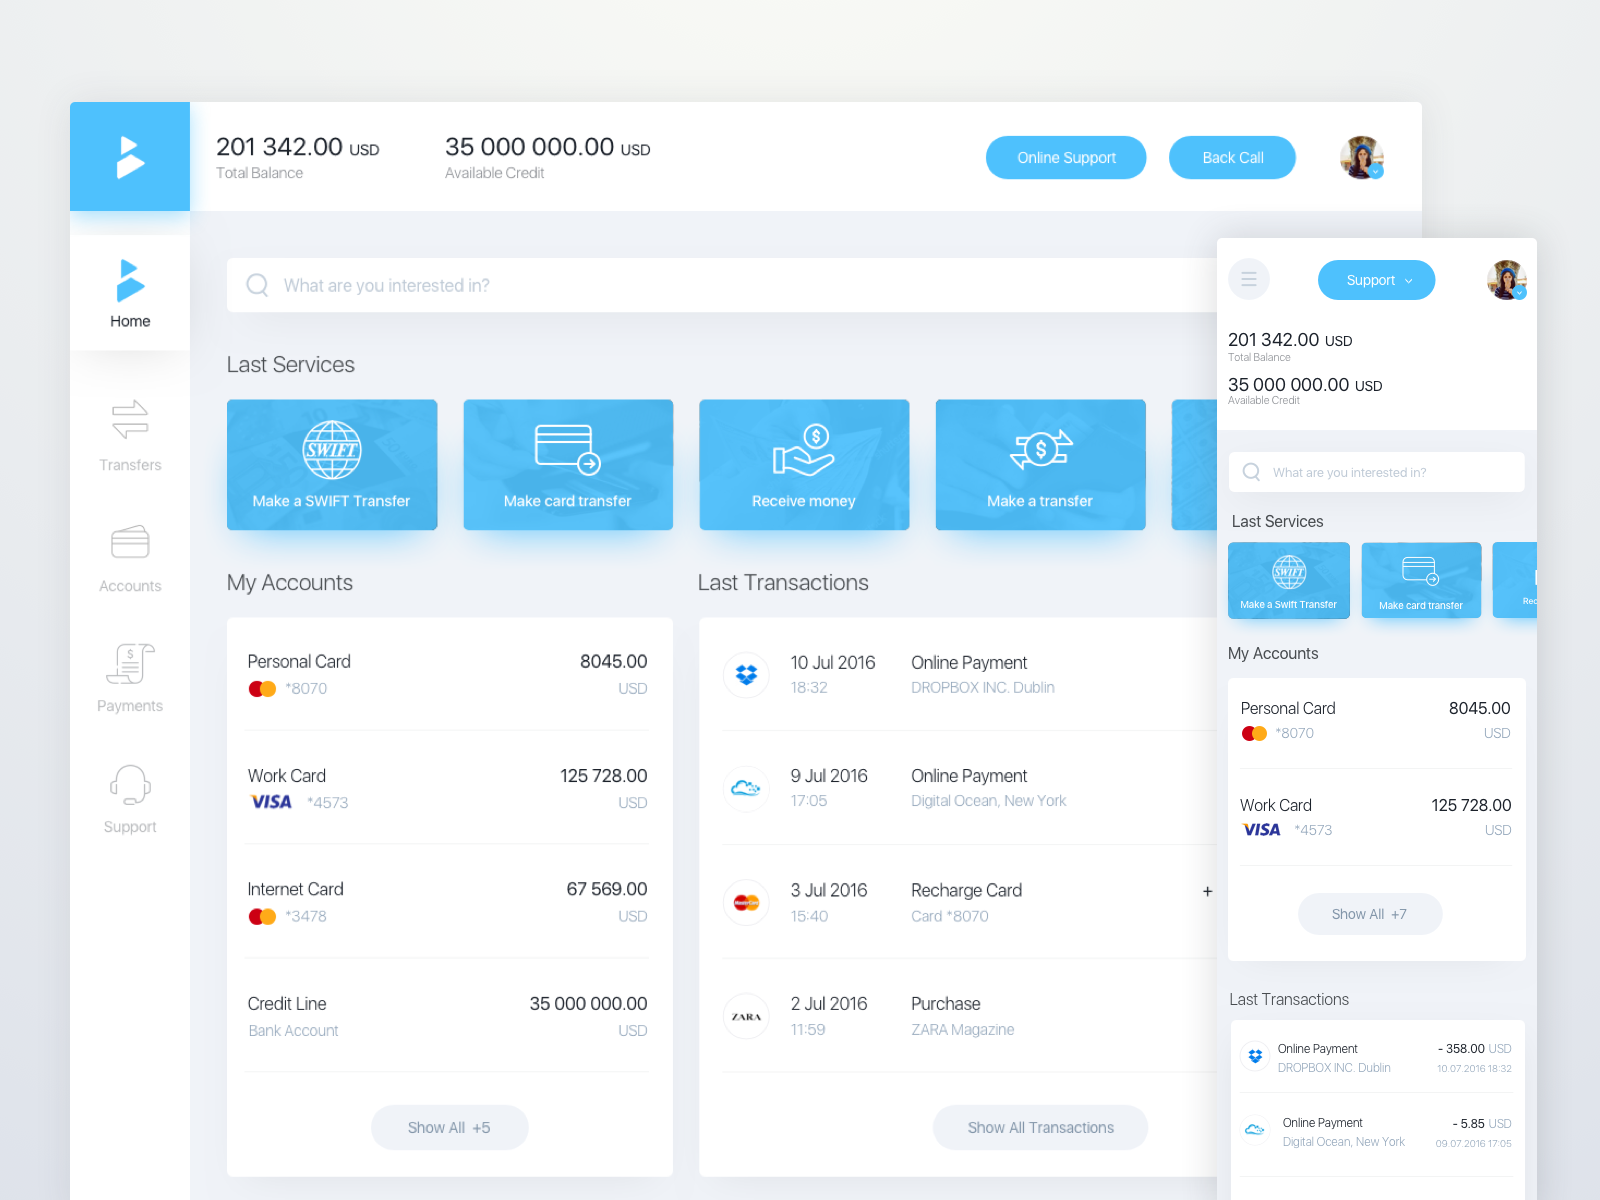 201 342.00 USD
Total Balance
35 000 000.00 USD
Available Credit
Online Support
Back Call
Home
Transfers
Accounts
Payments
Support
What are you interested in?
Last Services
SWIFT
Make a SWIFT Transfer
Make card transfer
$
Receive money
$
Make a transfer
My Accounts
Personal Card 8045.00
*8070 USD
Work Card 125 728.00
VISA *4573 USD
Internet Card 67 569.00
*3478 USD
Credit Line 35 000 000.00
Bank Account USD
Show All +5
Last Transactions
10 Jul 2016 Online Payment
18:32 DROPBOX INC. Dublin
9 Jul 2016 Online Payment
17:05 Digital Ocean, New York
3 Jul 2016 Recharge Card +
MasterCard
15:40 Card *8070
2 Jul 2016 Purchase
ZARA
11:59 ZARA Magazine
Show All Transactions
Support
201 342.00 USD
Total Balance
35 000 000.00 USD
Available Credit
What are you interested in?
Last Services
SWIFT
Make a Swift Transfer
Make card transfer
Rec
My Accounts
Personal Card 8045.00
*8070 USD
Work Card 125 728.00
VISA *4573 USD
Show All +7
Last Transactions
Online Payment - 358.00 USD
DROPBOX INC. Dublin 10.07.2016 18:32
Online Payment - 5.85 USD
Digital Ocean, New York 09.07.2016 17:05